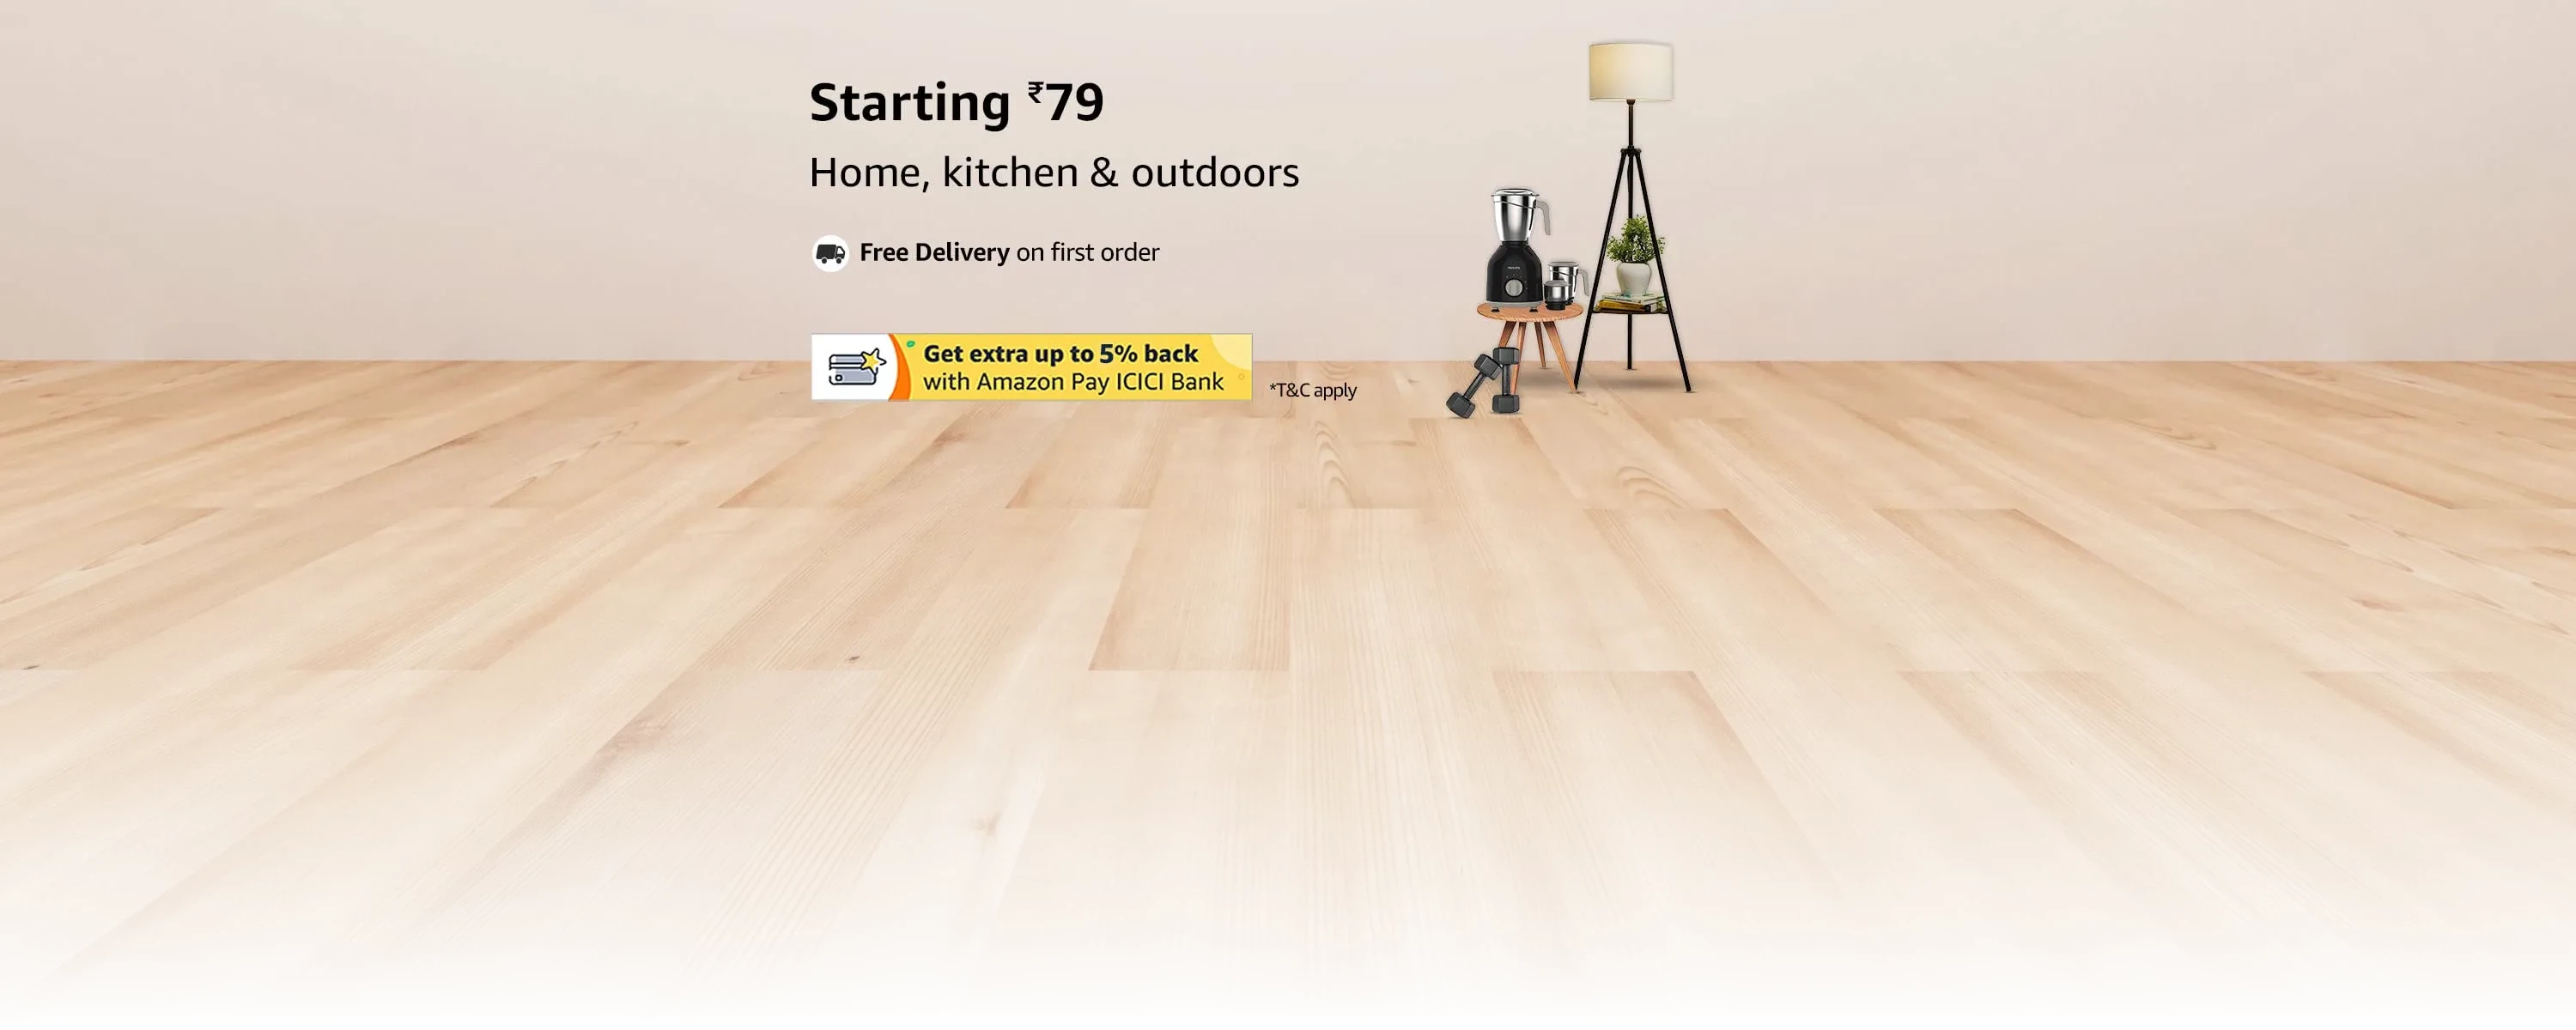 Starting ₹79
Home, kitchen & outdoors
Free Delivery on first order
Get extra up to 5% back
with Amazon Pay ICICI Bank
*T&C apply